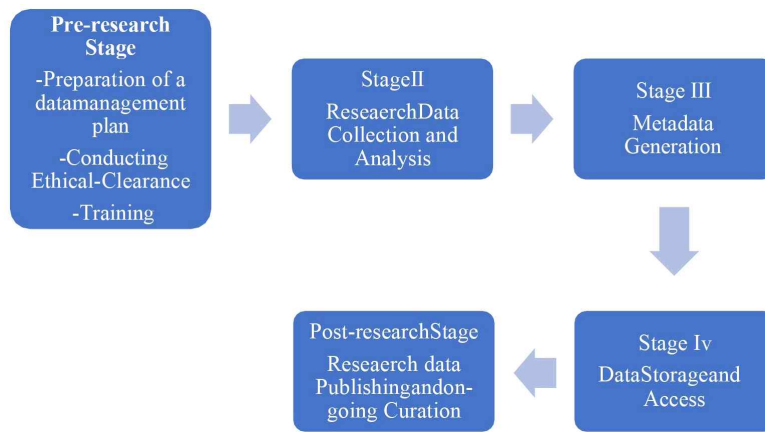 Pre-research
Stage
-Preparation of a
datamanagement
plan
-Conducting
Ethical-Clearance
-Training
StageII
ReseaerchData
Collection and
Analysis
Stage III
Metadada
Generation
Stage Iv
DataStorageand
Access
Post-researchStage
Reseaerch data
Publishingandon-
going Curation